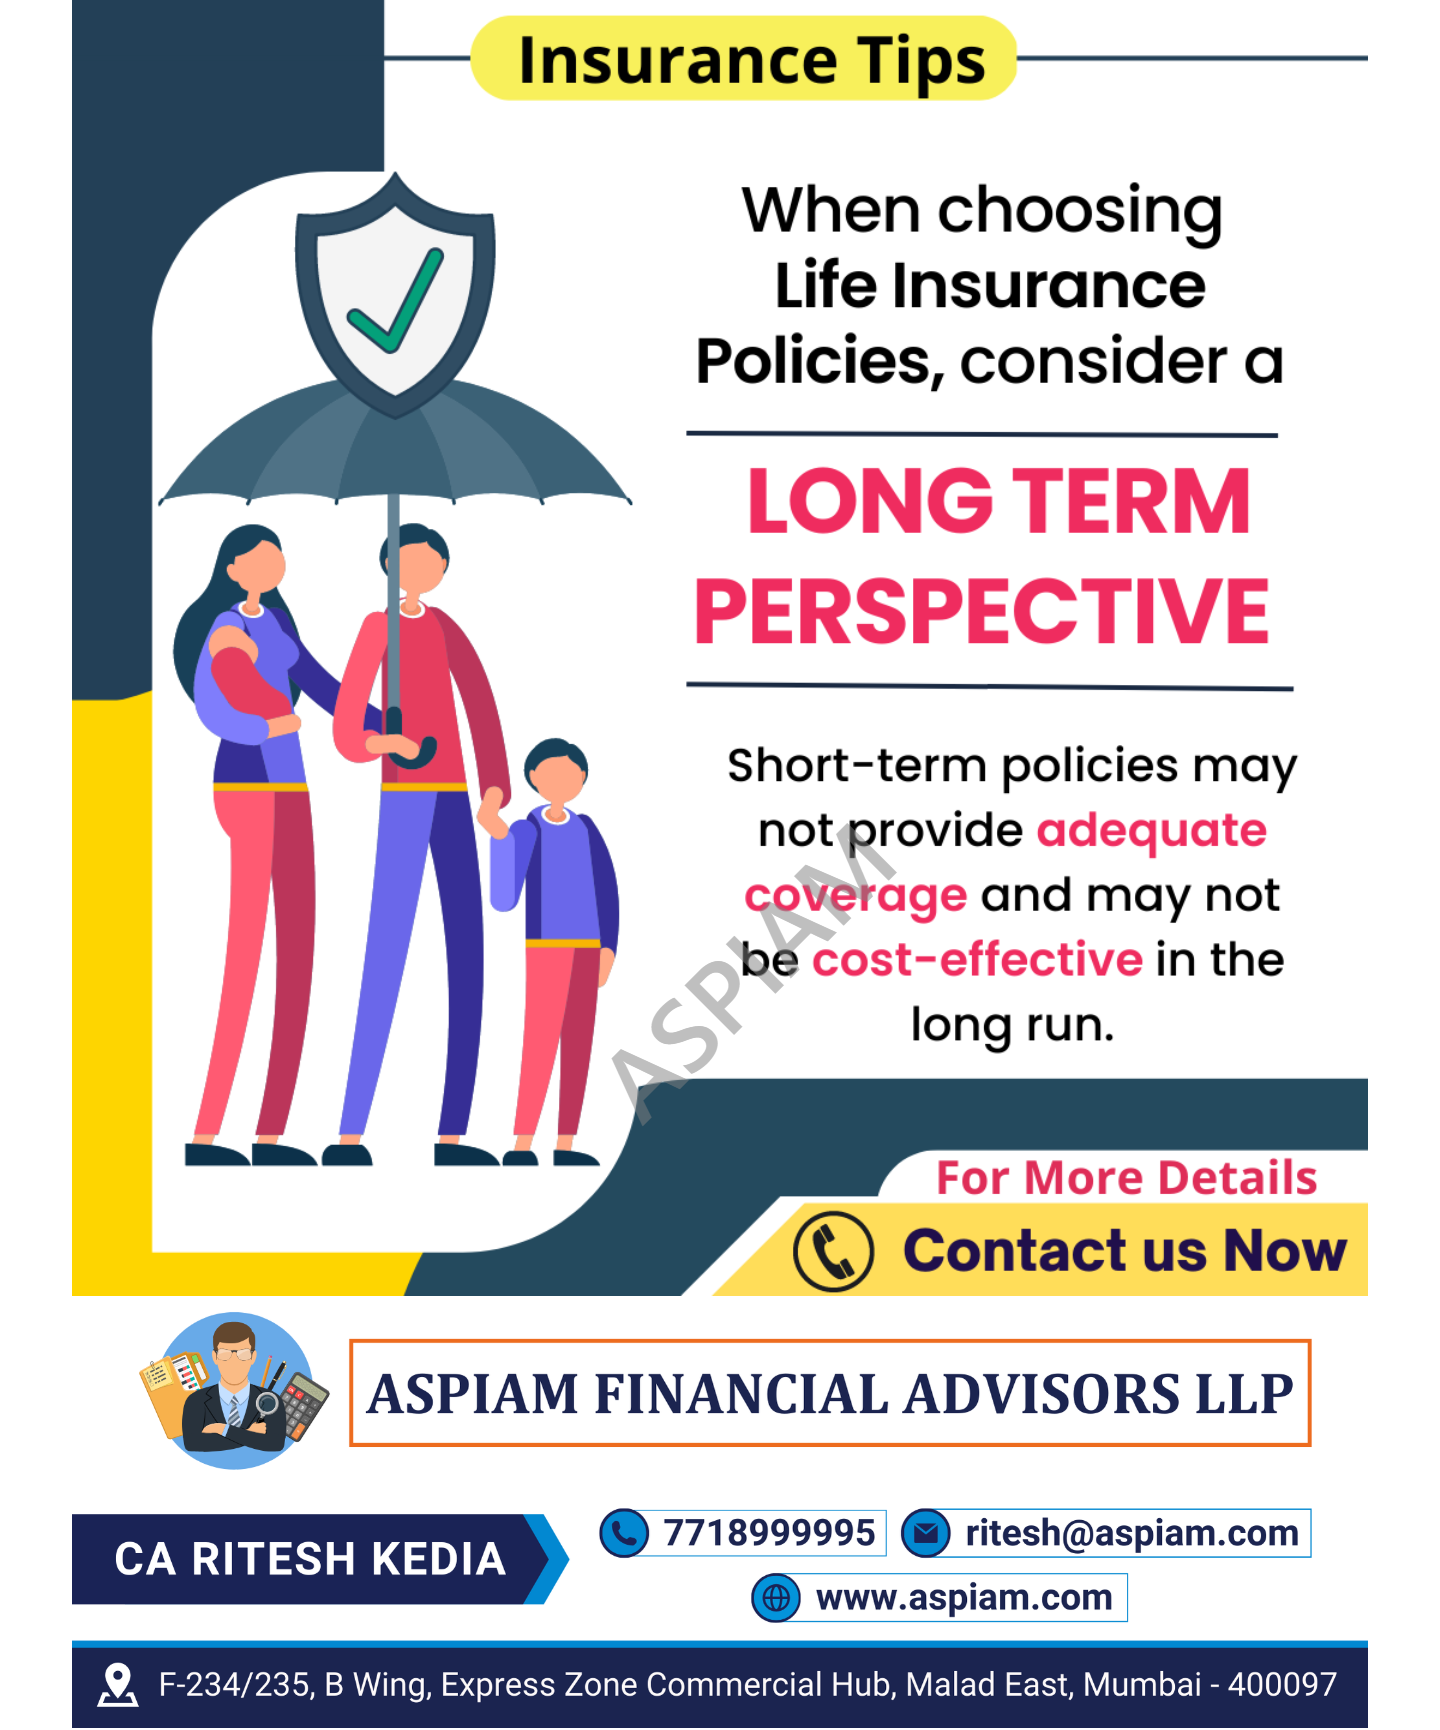 Insurance Tips
When choosing
Life Insurance
Policies, consider a
LONG TERM
PERSPECTIVE
Short-term policies may
not provide adequate
coverage and may not
be cost-effective in the
long run.
ASPIAM
For More Details
Contact us Now
ASPIAM FINANCIAL ADVISORS LLP
CA RITESH KEDIA
7718999995
ritesh@aspiam.com
www.aspiam.com
F-234/235, B Wing, Express Zone Commercial Hub, Malad East, Mumbai - 400097